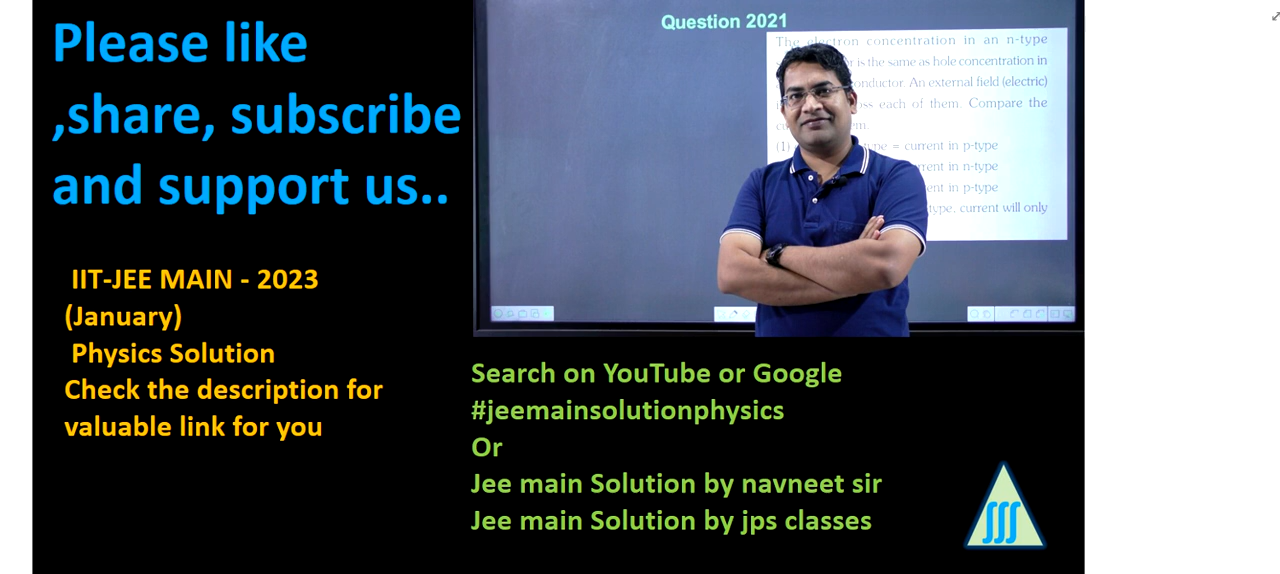 Please like
,share, subscribe
and support us..
IIT-JEE MAIN - 2023
(January)
Physics Solution
Check the description for
valuable link for you
Question 2021
The electron concentration in an n-type
is the same as hole concentration in
An external field (electric)
each of them. Compare the
(1) = current in p-type
in n-type
in p-type
type, current will only
Search on YouTube or Google
#jeemainsolutionphysics
Or
Jee main Solution by navneet sir
Jee main Solution by jps classes
∫∫∫